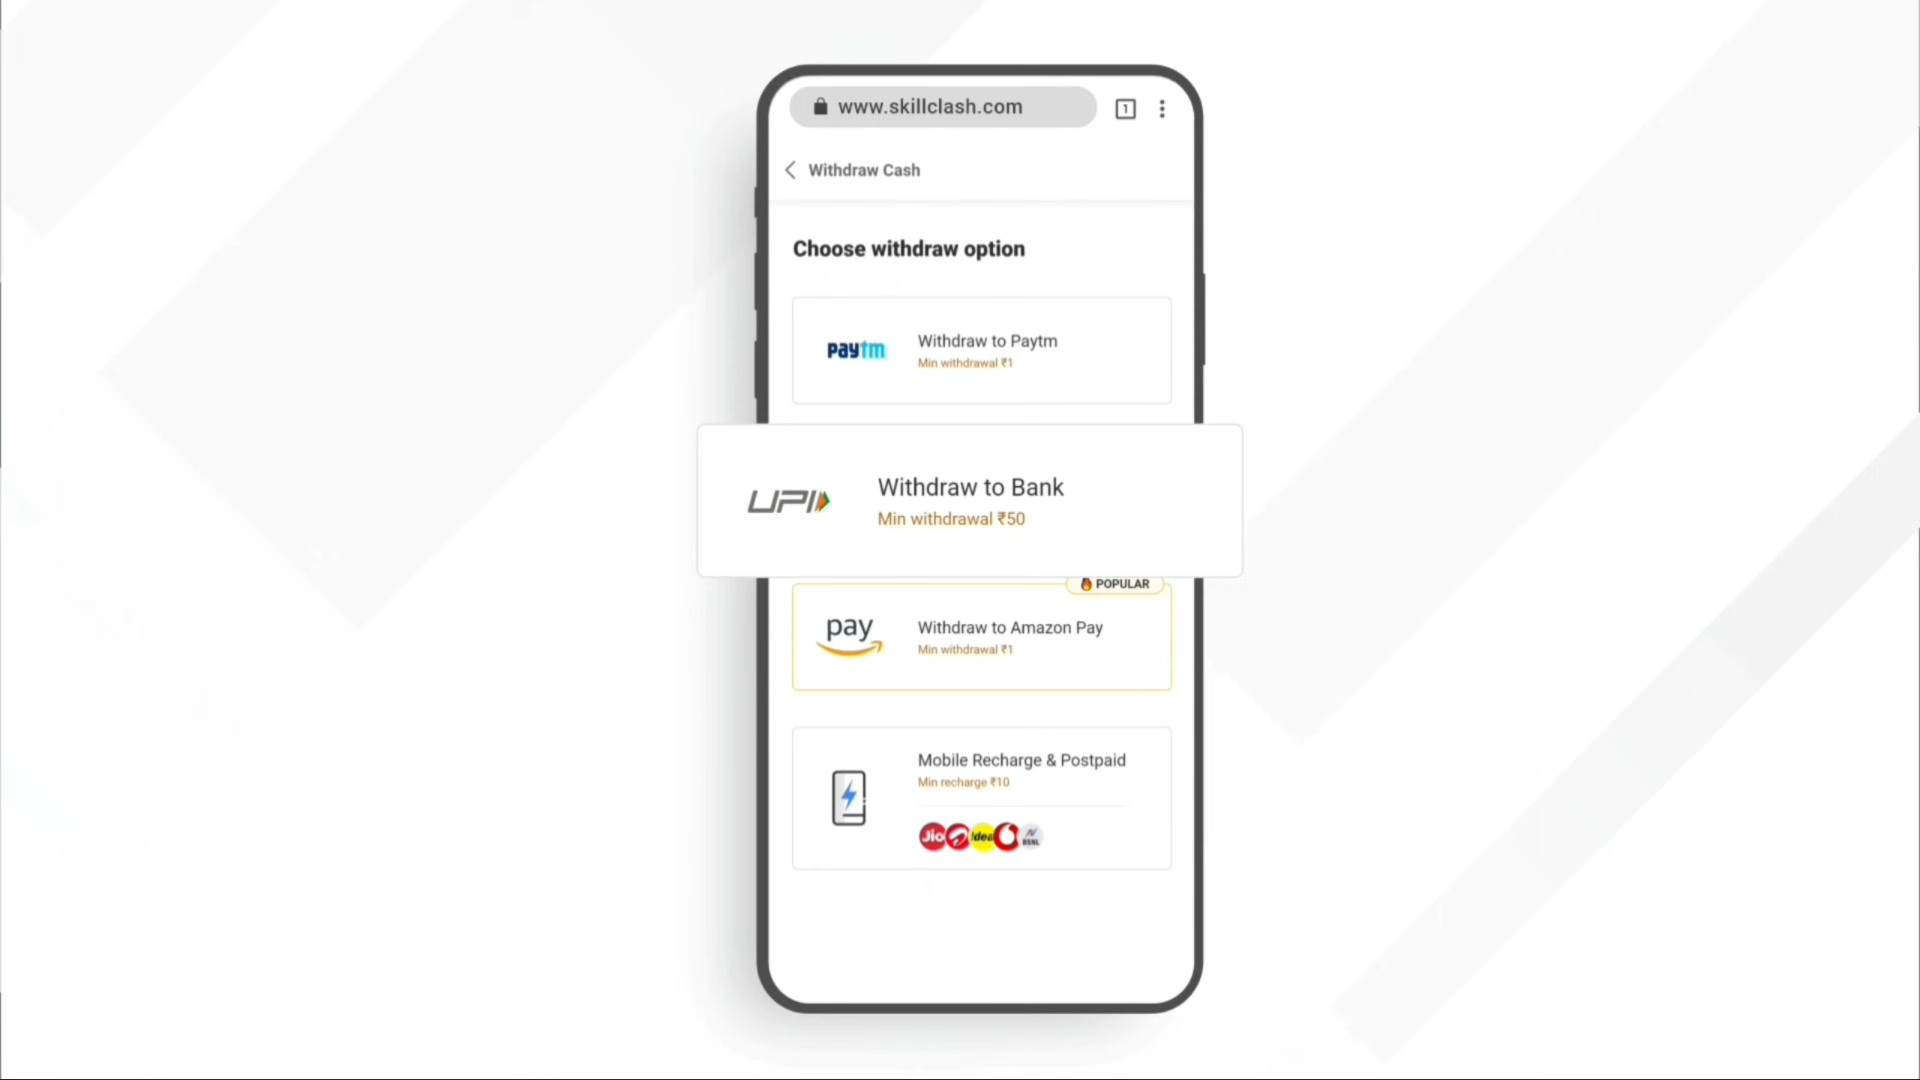 www.skillclash.com
1
Withdraw Cash
Choose withdraw option
paytm
Withdraw to Paytm
Min withdrawal ₹1
UPI
Withdraw to Bank
Min withdrawal ₹50
POPULAR
pay
Withdraw to Amazon Pay
Min withdrawal ₹1
Mobile Recharge & Postpaid
Min recharge ₹10
Jio
Idea
BSNL